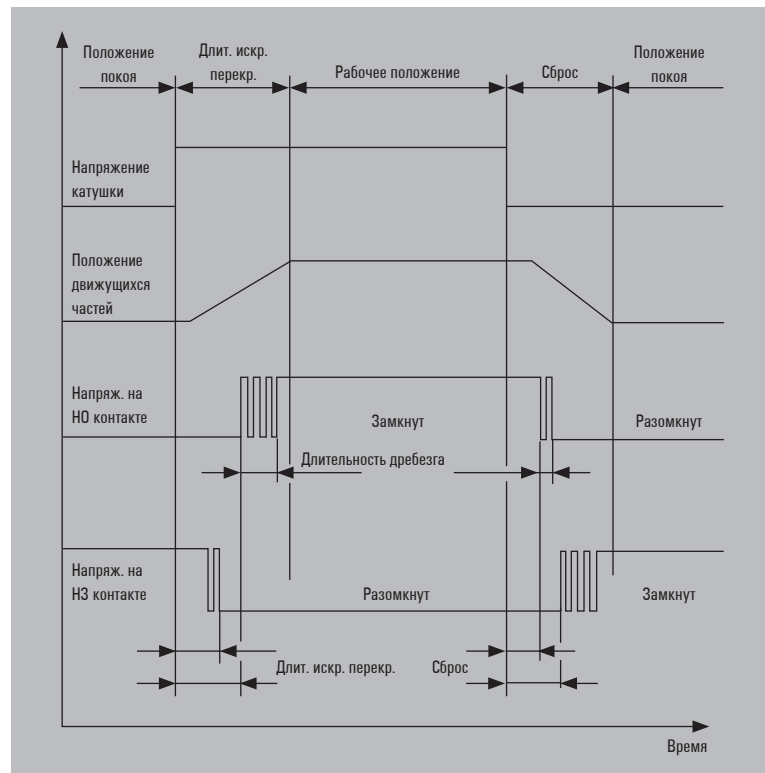 Положение
покоя
Длит. искр.
перекр.
Рабочее положение
Сброс
Положение
покоя
Напряжение
катушки
Положение
движущихся
частей
Напряж. на
НО контакте
Замкнут
Разомкнут
Длительность дребезга
Напряж. на
НЗ контакте
Разомкнут
Замкнут
Длит. искр. перекр.
Сброс
Время